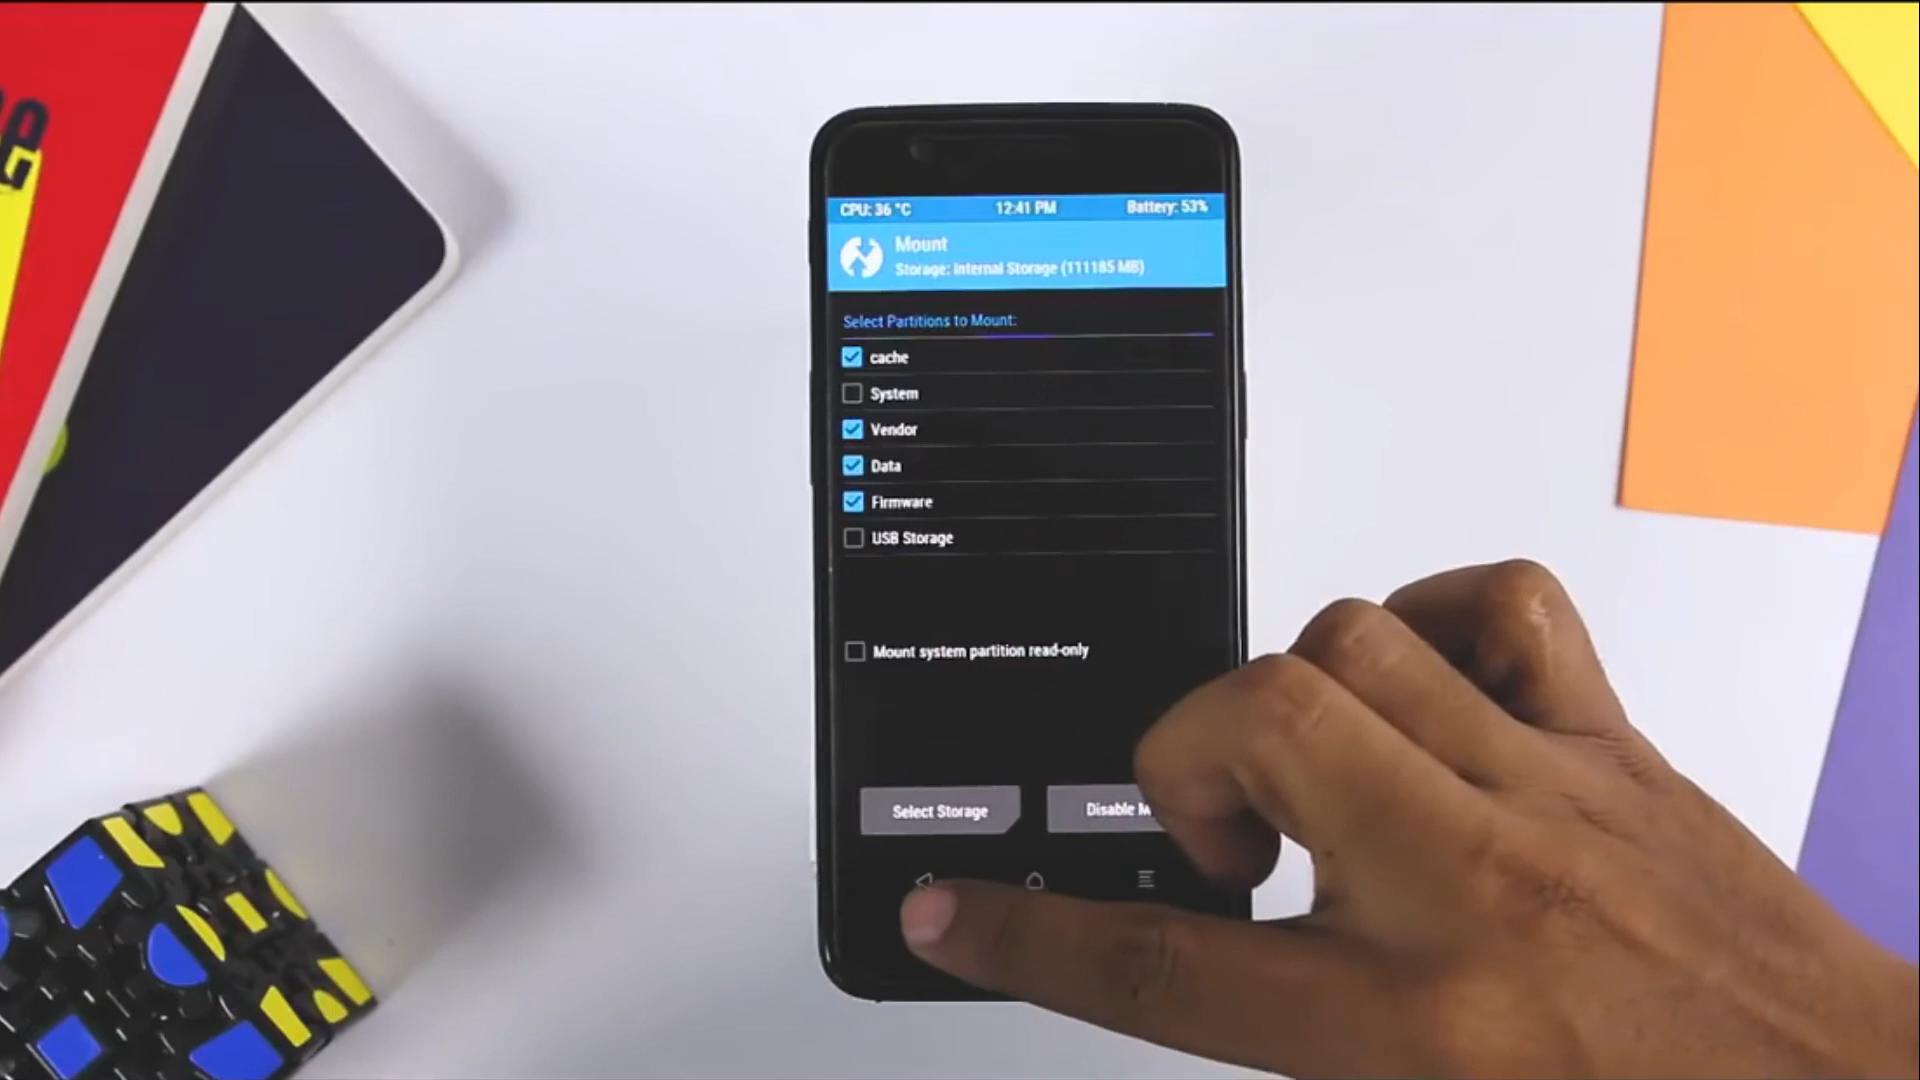 CPU: 36 °C 12:41 PM Battery: 53%
Mount
Storage: Internal Storage (111185 MB)
Select Partitions to Mount:
cache
System
Vendor
Data
Firmware
USB Storage
Mount system partition read-only
Select Storage Disable